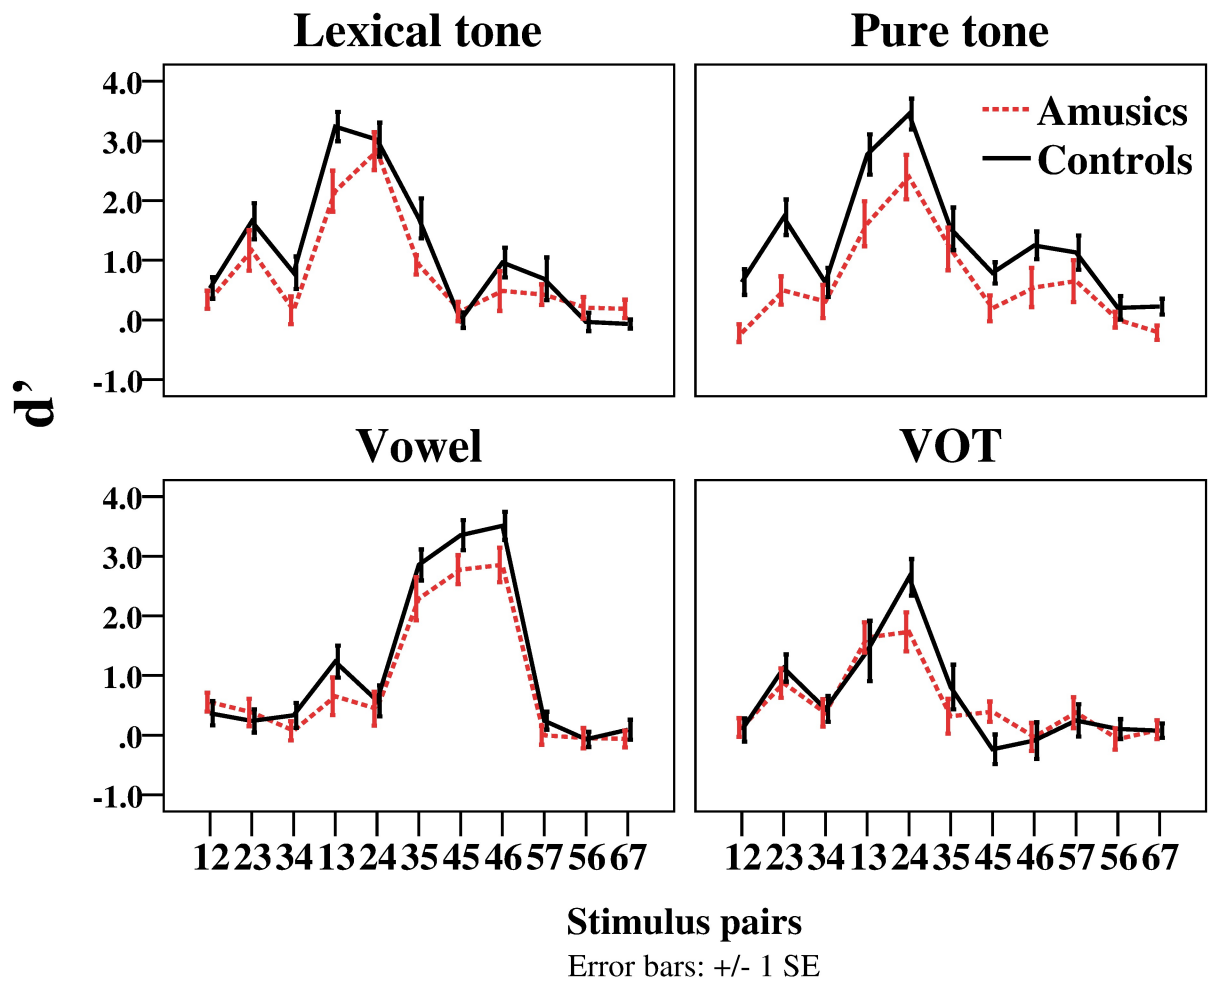 Lexical tone
Pure tone
4.0
3.0
2.0
1.0
.0
-1.0
Amusics
Controls
d’
Vowel
VOT
4.0
3.0
2.0
1.0
.0
-1.0
12 23 34 13 24 35 45 46 57 56 67
12 23 34 13 24 35 45 46 57 56 67
Stimulus pairs
Error bars: +/- 1 SE